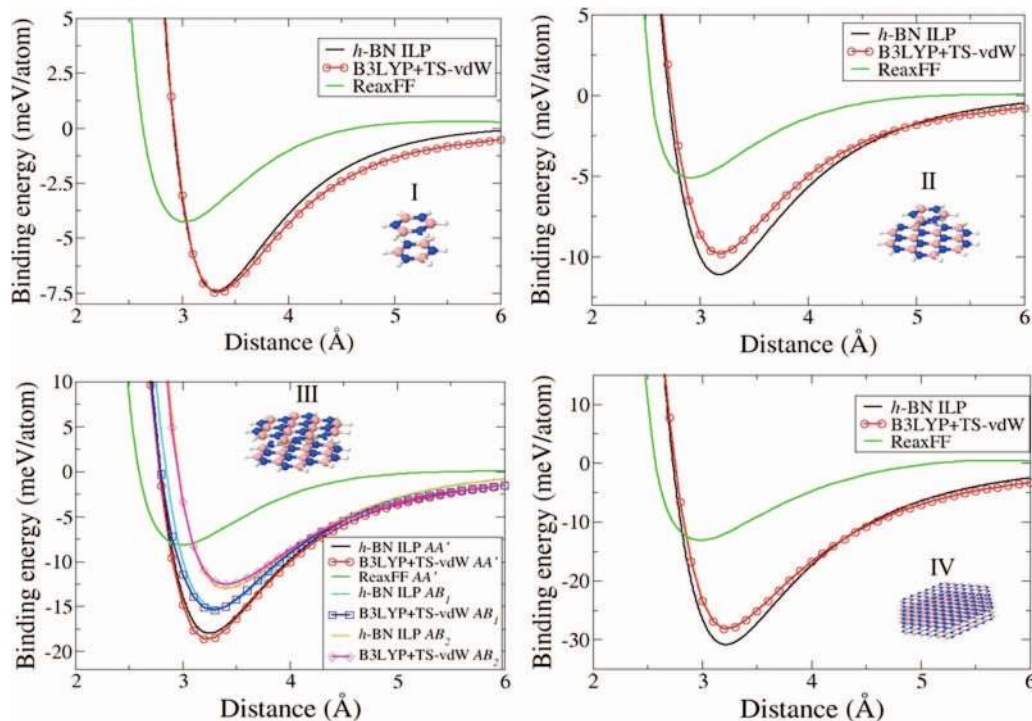 5
2.5
0
-2.5
-5
-7.5
Binding energy (meV/atom)
h-BN ILP
B3LYP+TS-vdW
ReaxFF
I
2 3 4 5 6
Distance (Å)
5
0
-5
-10
Binding energy (meV/atom)
h-BN ILP
B3LYP+TS-vdW
ReaxFF
II
2 3 4 5 6
Distance (Å)
10
5
0
-5
-10
-15
-20
Binding energy (meV/atom)
III
h-BN ILP AA'
B3LYP+TS-vdW AA'
ReaxFF AA'
h-BN ILP AB1
B3LYP+TS-vdW AB1
h-BN ILP AB2
B3LYP+TS-vdW AB2
2 3 4 5 6
Distance (Å)
10
0
-10
-20
-30
Binding energy (meV/atom)
h-BN ILP
B3LYP+TS-vdW
ReaxFF
IV
2 3 4 5 6
Distance (Å)